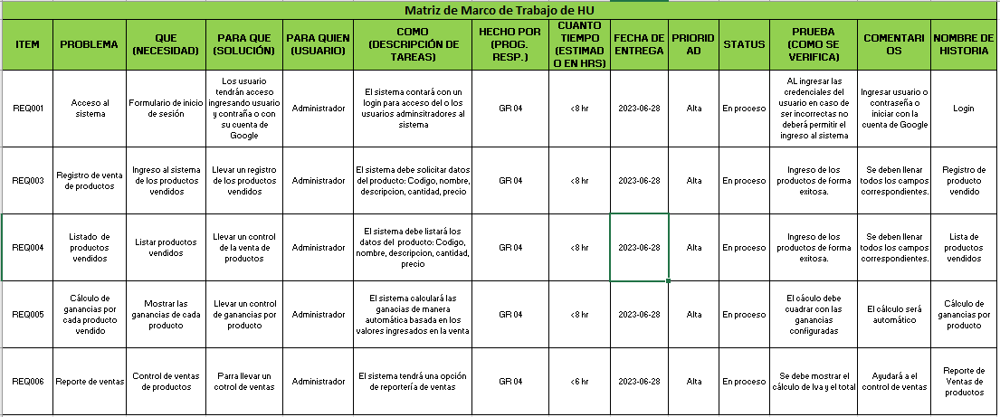 Matriz de Marco de Trabajo de HU
ITEM
PROBLEMA
QUE
(NECESIDAD)
PARA QUE
(SOLUCIÓN)
PARA QUIEN
(USUARIO)
COMO
(DESCRIPCIÓN DE
TAREAS)
HECHO POR
(PROG.
RESP.)
CUANTO
TIEMPO
(ESTIMAD
O EN HRS)
FECHA DE
ENTREGA
PRIORID
AD
STATUS
PRUEBA
(COMO SE
VERIFICA)
COMENTARI
OS
NOMBRE DE
HISTORIA
REQ001
Acceso al
sistema
Formulario de inicio
de sesión
Los usuario
tendrán acceso
ingresando usuario
y contraña o con
su cuenta de
Google
Administrador
El sistema contará con un
login para acceso del o los
usuarios adminsitradores al
sistema
GR 04
<8 hr
2023-06-28
Alta
En proceso
AL ingresar las
credenciales del
usuario en caso de
ser incorrectas no
deberá permitir el
ingreso al sistema
Ingresar usuario o
contraseña o
iniciar con la
cuenta de Google
Login
REQ003
Registro de venta
de productos
Ingreso al sistema
de los productos
vendidos
Llevar un registro
de los productos
vendidos
Administrador
El sistema debe solicitar datos
del producto: Codigo, nombre,
descripcion, cantidad, precio
GR 04
<8 hr
2023-06-28
Alta
En proceso
Ingreso de los
productos de forma
exitosa.
Se deben llenar
todos los campos
correspondientes.
Registro de
producto
vendido
REQ004
Listado de
productos
vendidos
Listar productos
vendidos
Llevar un control
de la venta de
productos
Administrador
El sistema debe listará los
datos del producto: Codigo,
nombre, descripcion, cantidad,
precio
GR 04
<8 hr
2023-06-28
Alta
En proceso
Ingreso de los
productos de forma
exitosa.
Se deben llenar
todos los campos
correspondientes.
Lista de
productos
vendidos
REQ005
Cálculo de
ganancias por
cada producto
vendido
Mostrar las
ganancias de cada
producto
Llevar un control
de ganancias por
producto
Administrador
El sistema calculará las
ganacias de manera
automática basada en los
valores ingresados en la venta
GR 04
<8 hr
2023-06-28
Alta
En proceso
El cáculo debe
cuadrar con las
ganancias
configuradas
El cálculo será
automático
Cálculo de
ganancias por
producto
REQ006
Reporte de ventas
Control de ventas
de productos
Parra llevar un
cotrol de ventas
Administrador
El sistema tendrá una opción
de reportería de ventas
GR 04
<6 hr
2023-06-28
Alta
En proceso
Se debe mostrar el
cálculo de Iva y el total
Ayudará a el
control de ventas
Reporte de
Ventas de
productos